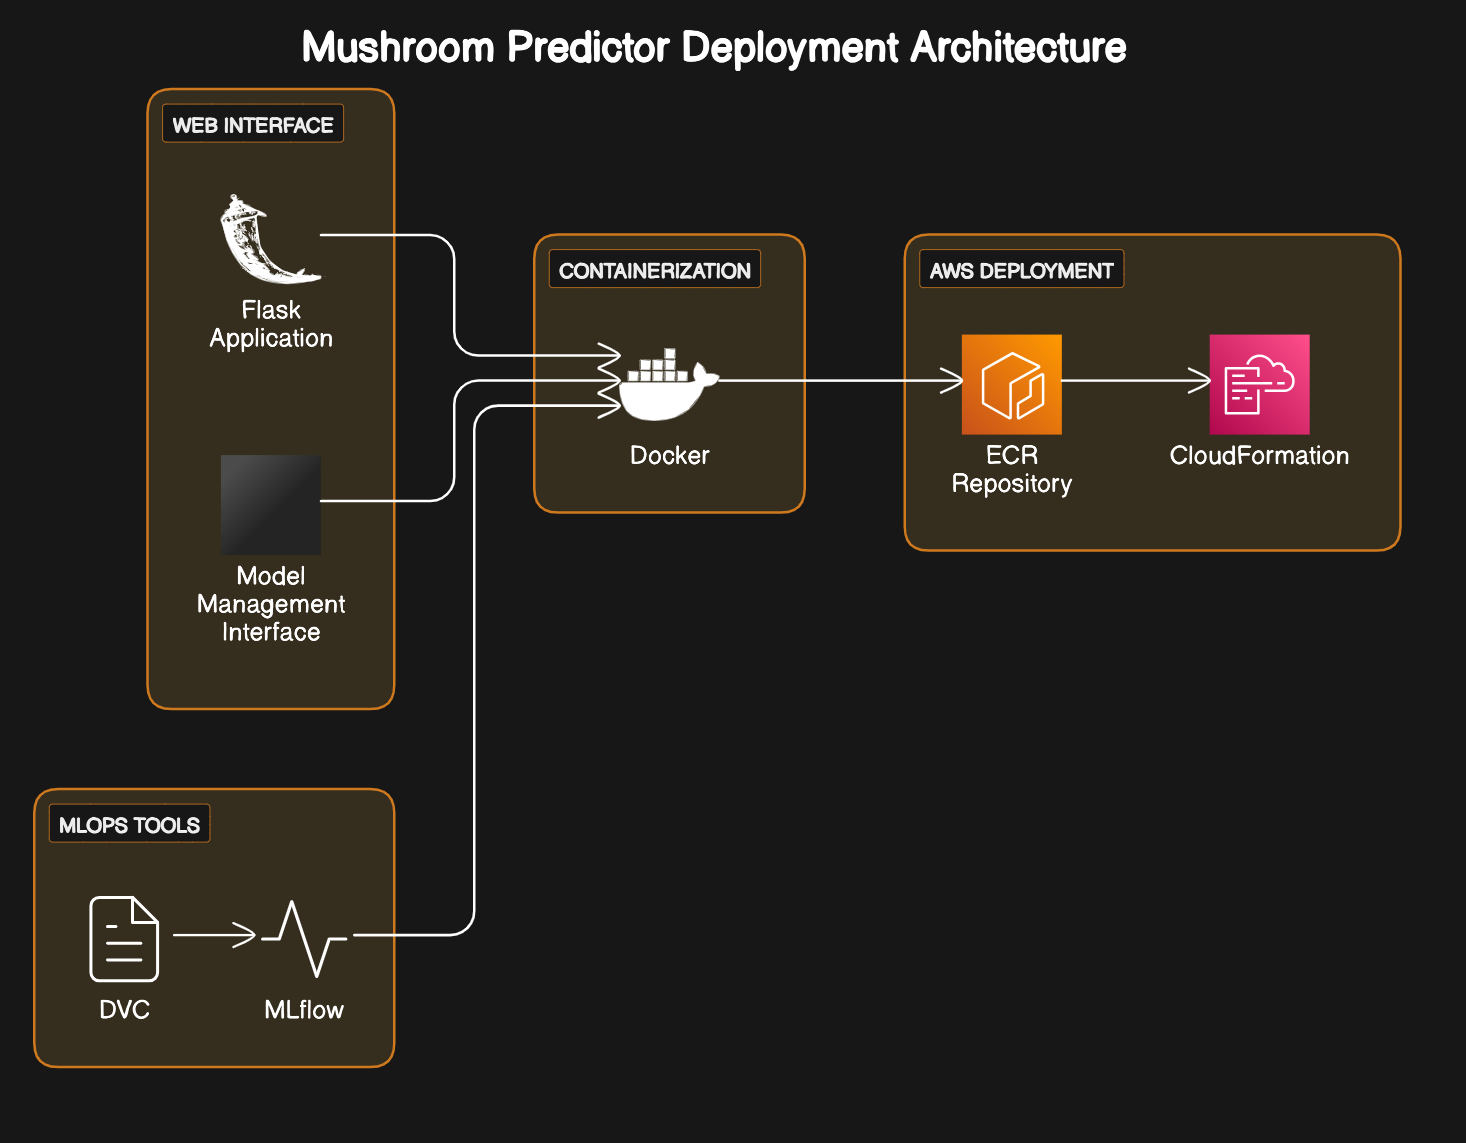 Mushroom Predictor Deployment Architecture
WEB INTERFACE
Flask
Application
Model
Management
Interface
CONTAINERIZATION
Docker
AWS DEPLOYMENT
ECR
Repository
CloudFormation
MLOPS TOOLS
DVC
MLflow